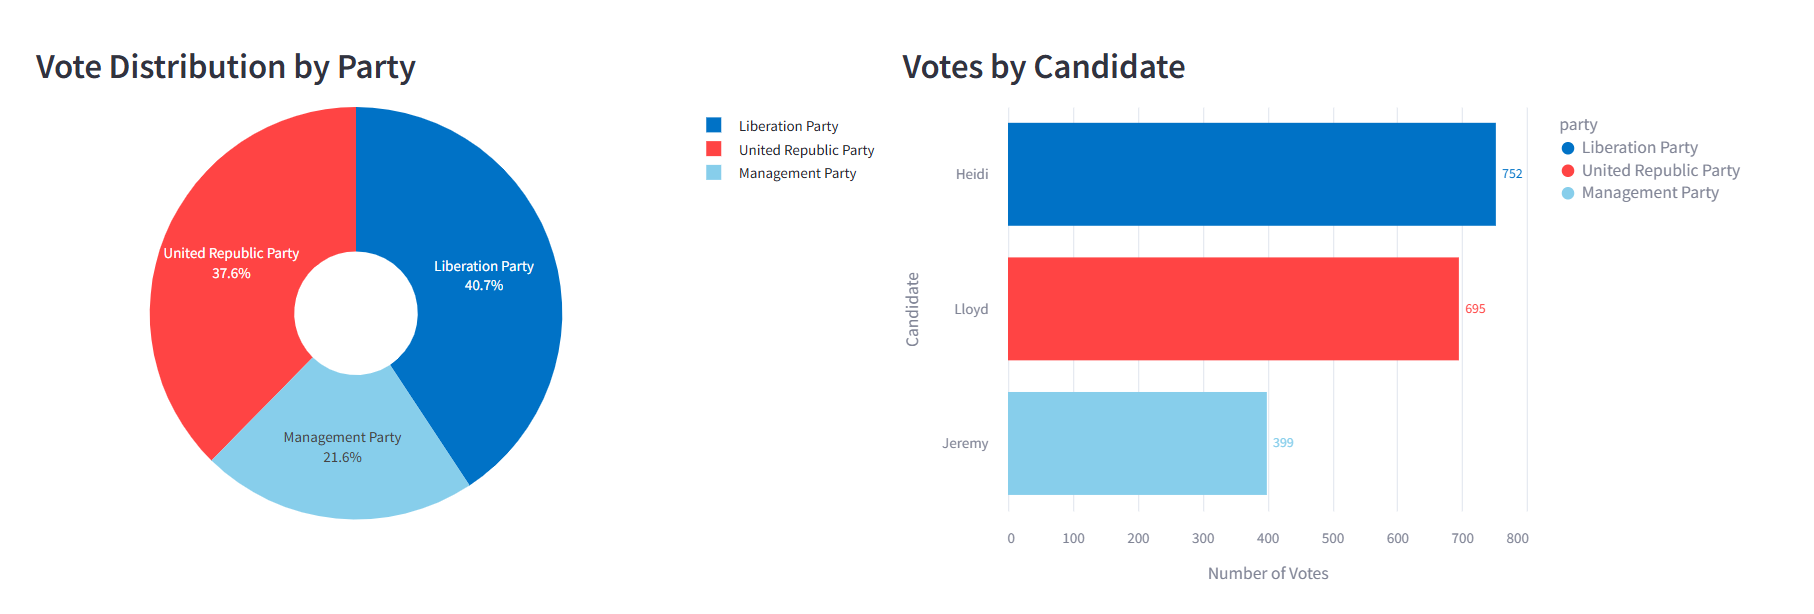 Vote Distribution by Party
Liberation Party
United Republic Party
Management Party
United Republic Party
37.6%
Liberation Party
40.7%
Management Party
21.6%
Votes by Candidate
party
Liberation Party
United Republic Party
Management Party
Candidate
Heidi
752
Lloyd
695
Jeremy
399
0 100 200 300 400 500 600 700 800
Number of Votes